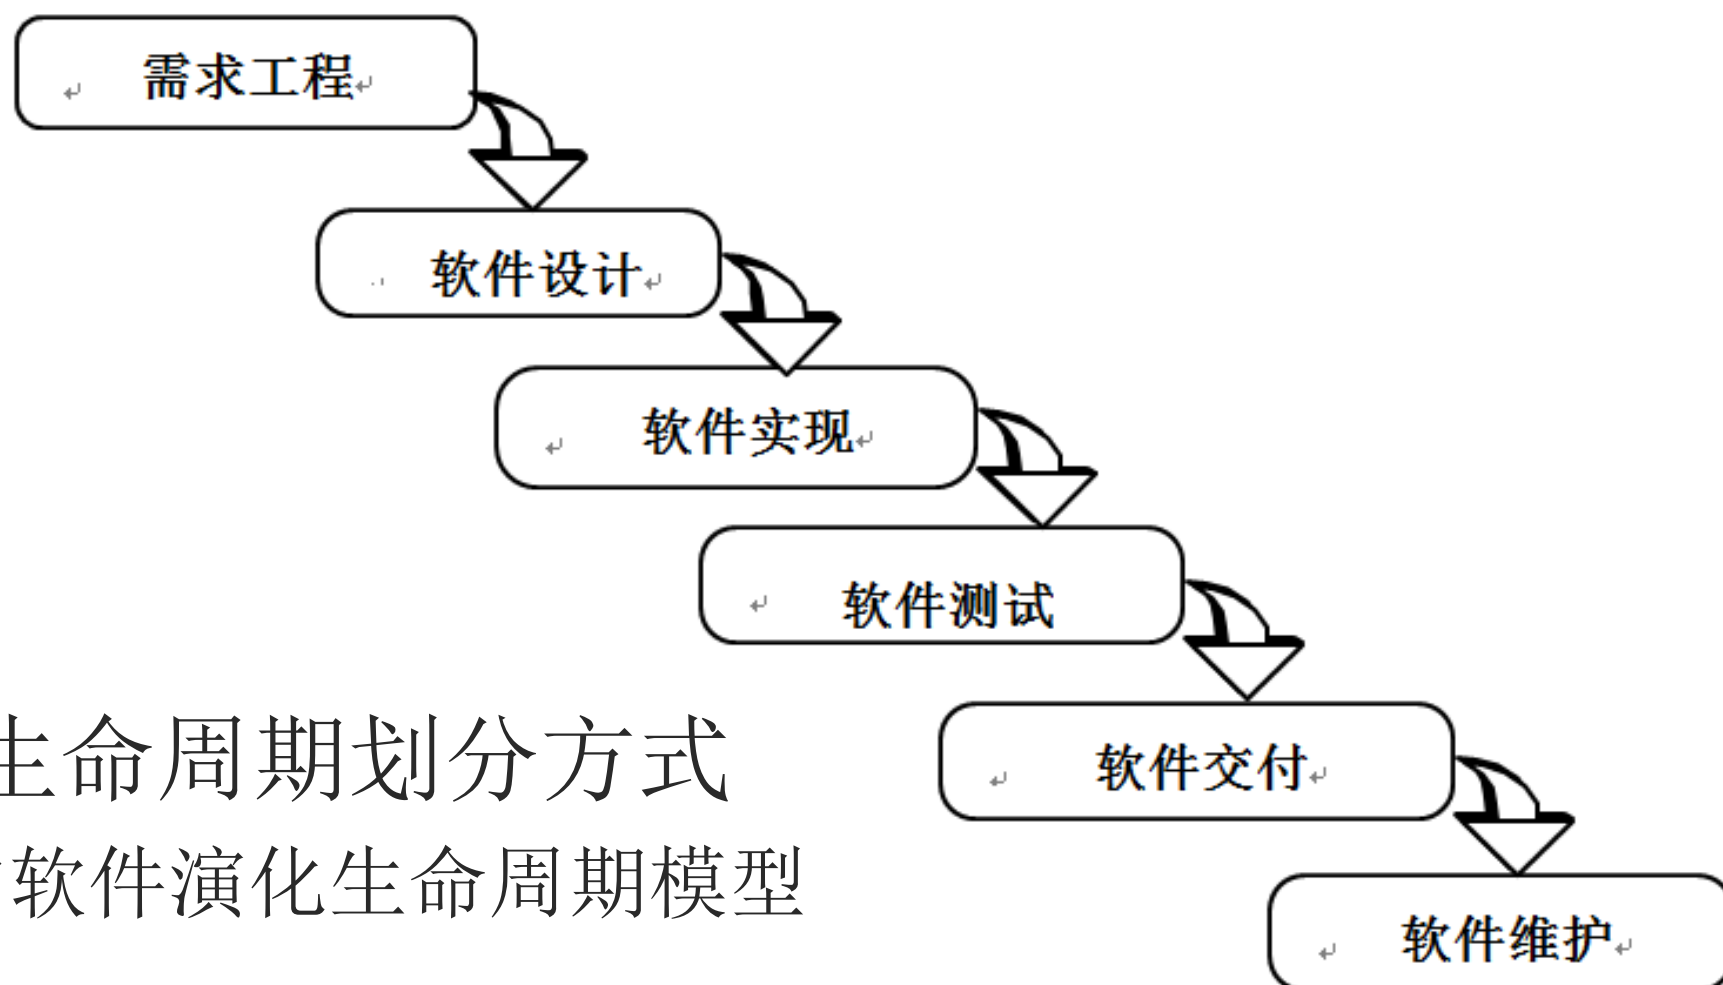 需求工程
软件设计
软件实现
软件测试
生命周期划分方式
软件交付
软件演化生命周期模型
软件维护